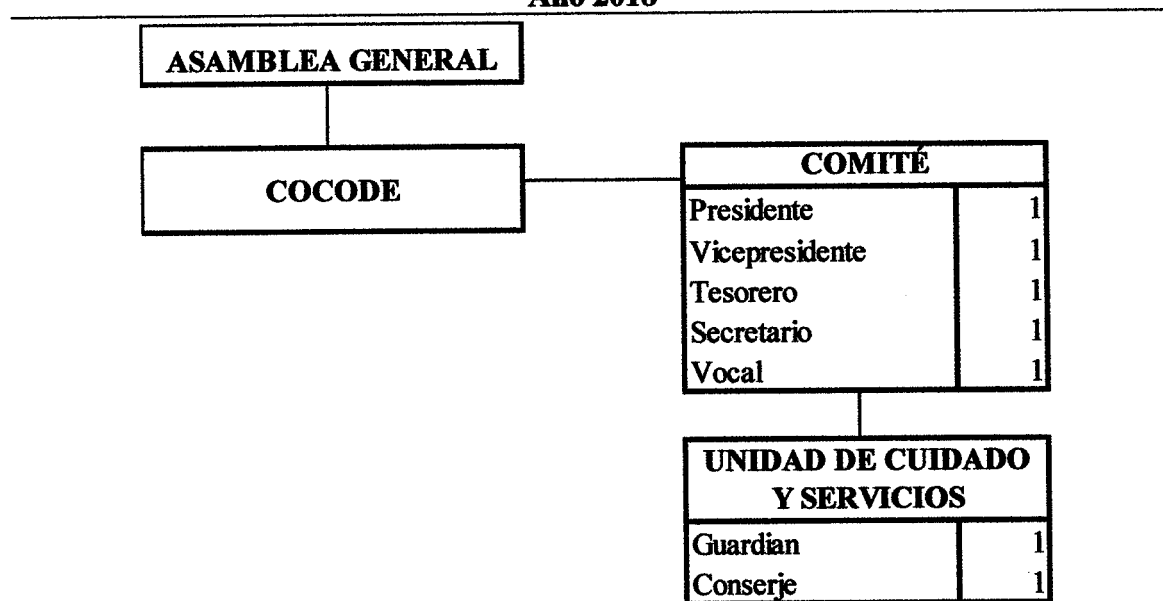 ASAMBLEA GENERAL
COCODE
COMITÉ
Presidente 1
Vicepresidente 1
Tesorero 1
Secretario 1
Vocal 1
UNIDAD DE CUIDADO
Y SERVICIOS
Guardian 1
Conserje 1